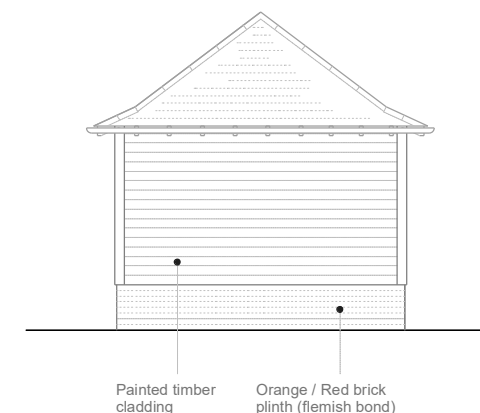 Painted timber
cladding
Orange / Red brick
plinth (flemish bond)